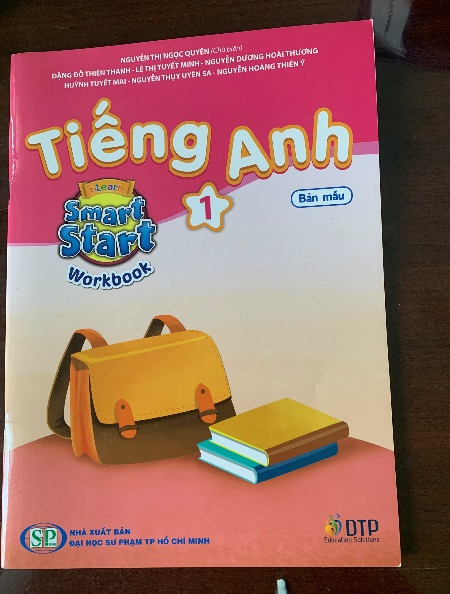 NGUYỄN THỊ NGỌC QUYÊN (Chủ biên)
ĐẶNG ĐỖ THIÊN THANH - LÊ THỊ TUYẾT MINH - NGUYỄN DƯƠNG HOÀI THƯƠNG
HUỲNH TUYẾT MAI - NGUYỄN THỤY UYÊN SA - NGUYỄN HOÀNG THIÊN Ý
Tiếng Anh
1
Bản mẫu
i-Learn
Smart
Start
Workbook
SP
NHÀ XUẤT BẢN
ĐẠI HỌC SƯ PHẠM TP HỒ CHÍ MINH
DTP
Education Solutions